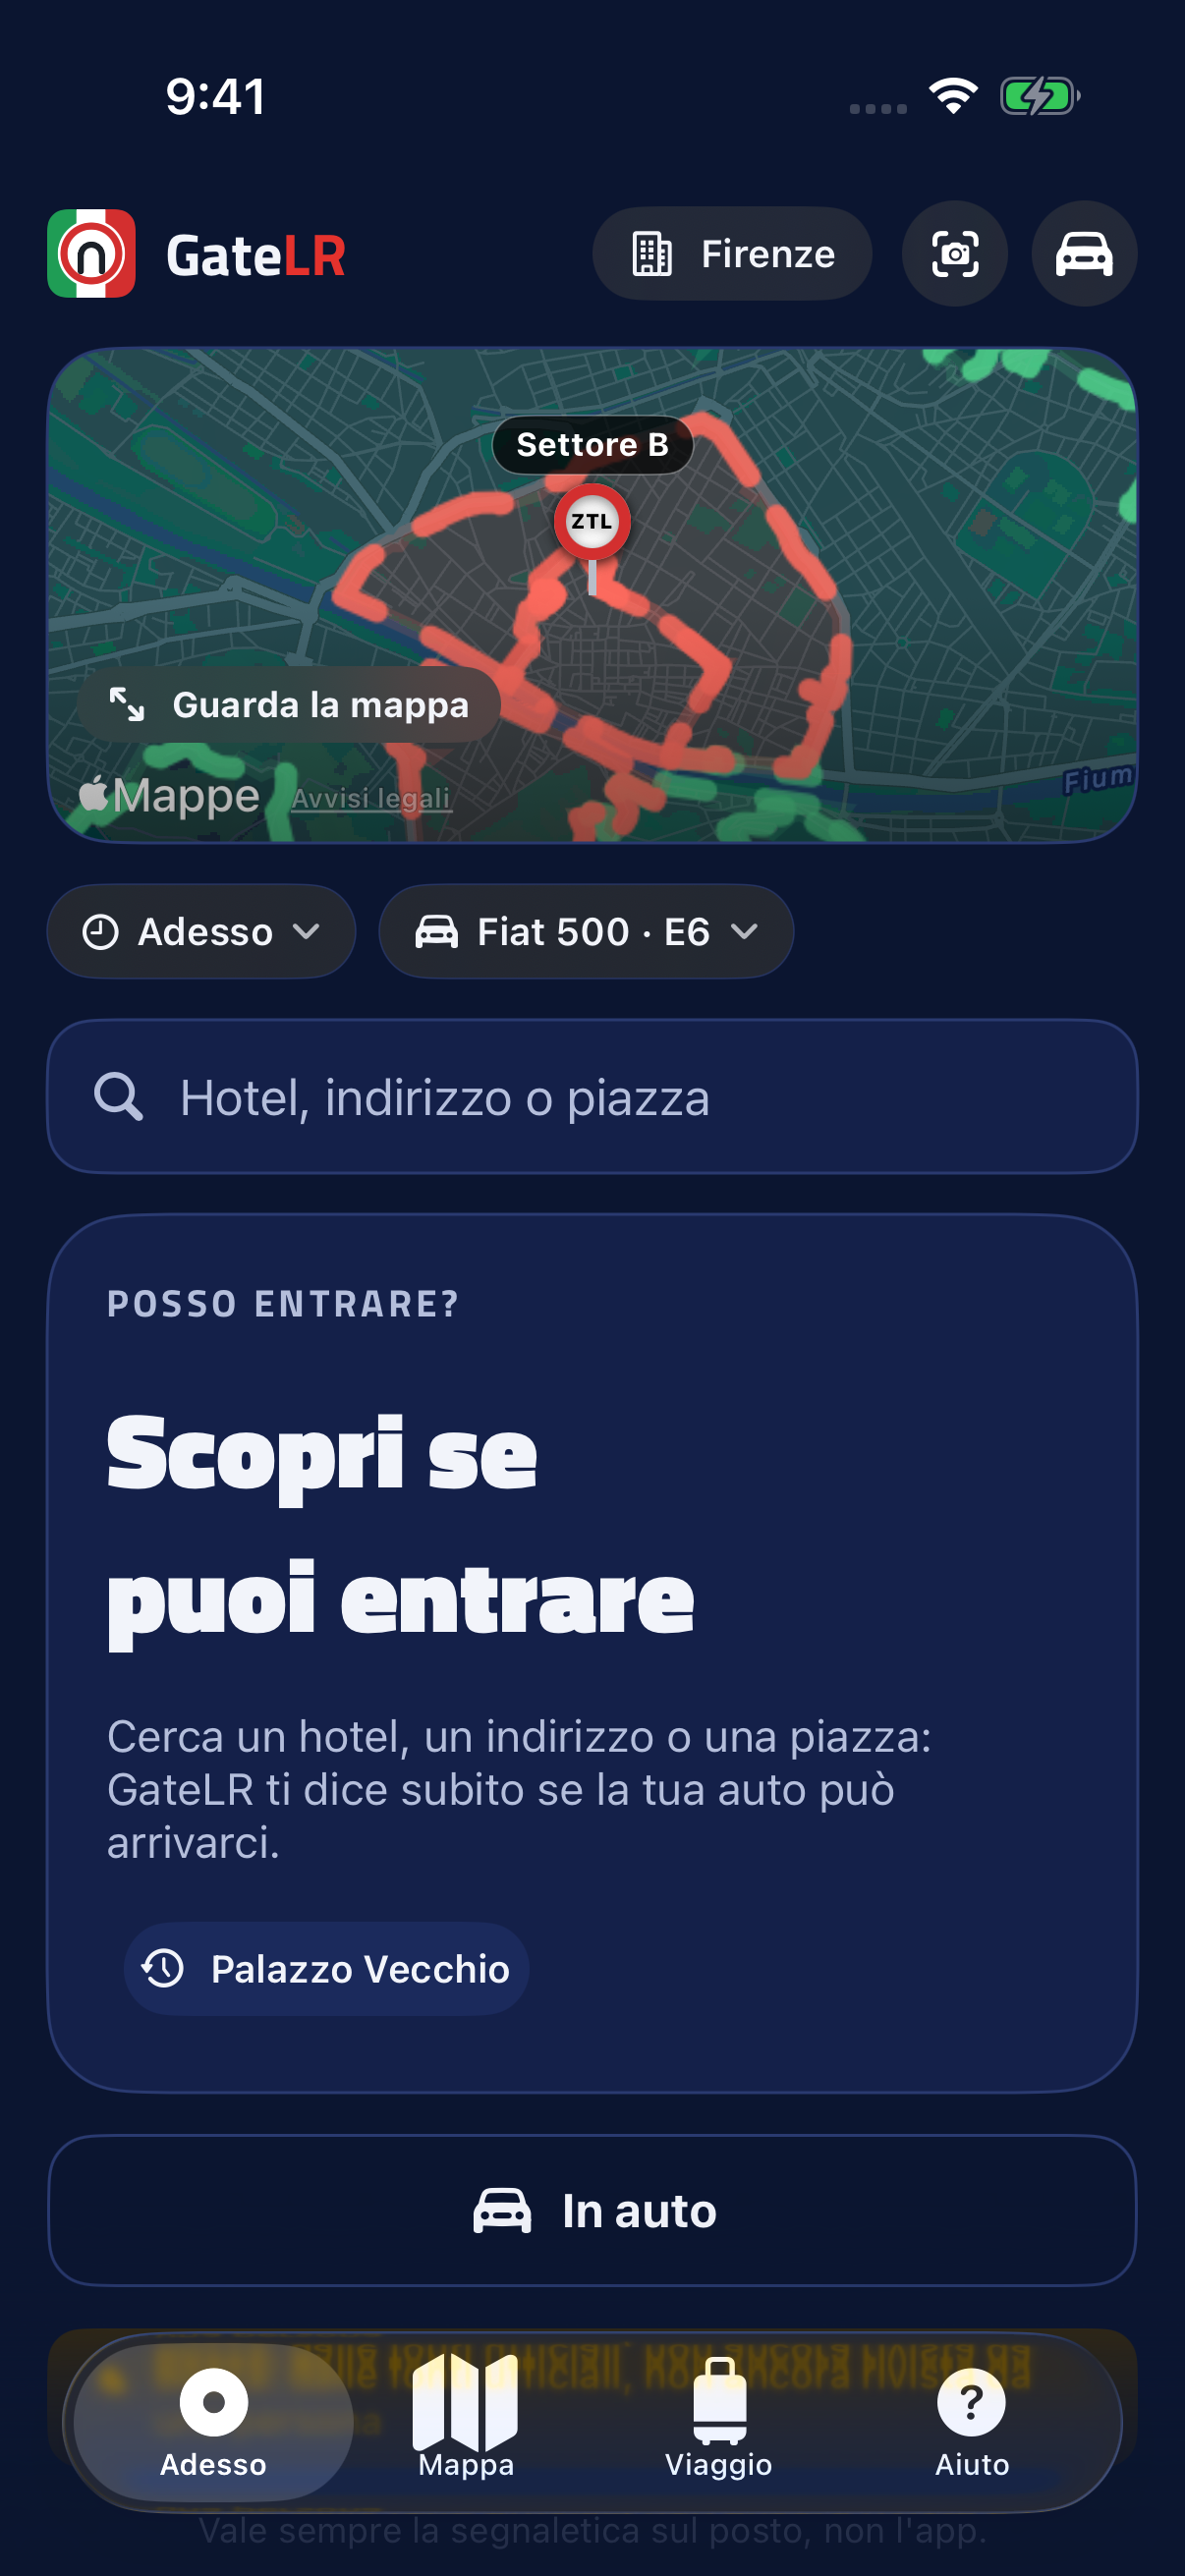 9:41
GateLR
Firenze
Settore B
ZTL
Guarda la mappa
Mappe
Avvisi legali
Fium
Adesso
Fiat 500 · E6
Hotel, indirizzo o piazza
POSSO ENTRARE?
Scopri se
puoi entrare
Cerca un hotel, un indirizzo o una piazza:
GateLR ti dice subito se la tua auto può
arrivarci.
Palazzo Vecchio
In auto
Adesso
Mappa
Viaggio
Aiuto
Vale sempre la segnaletica sul posto, non l'app.